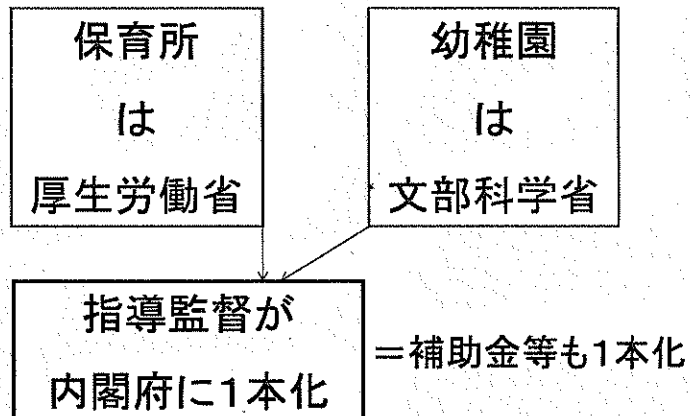 保育所
は
厚生労働省
幼稚園
は
文部科学省
指導監督が
内閣府に1本化
=補助金等も1本化